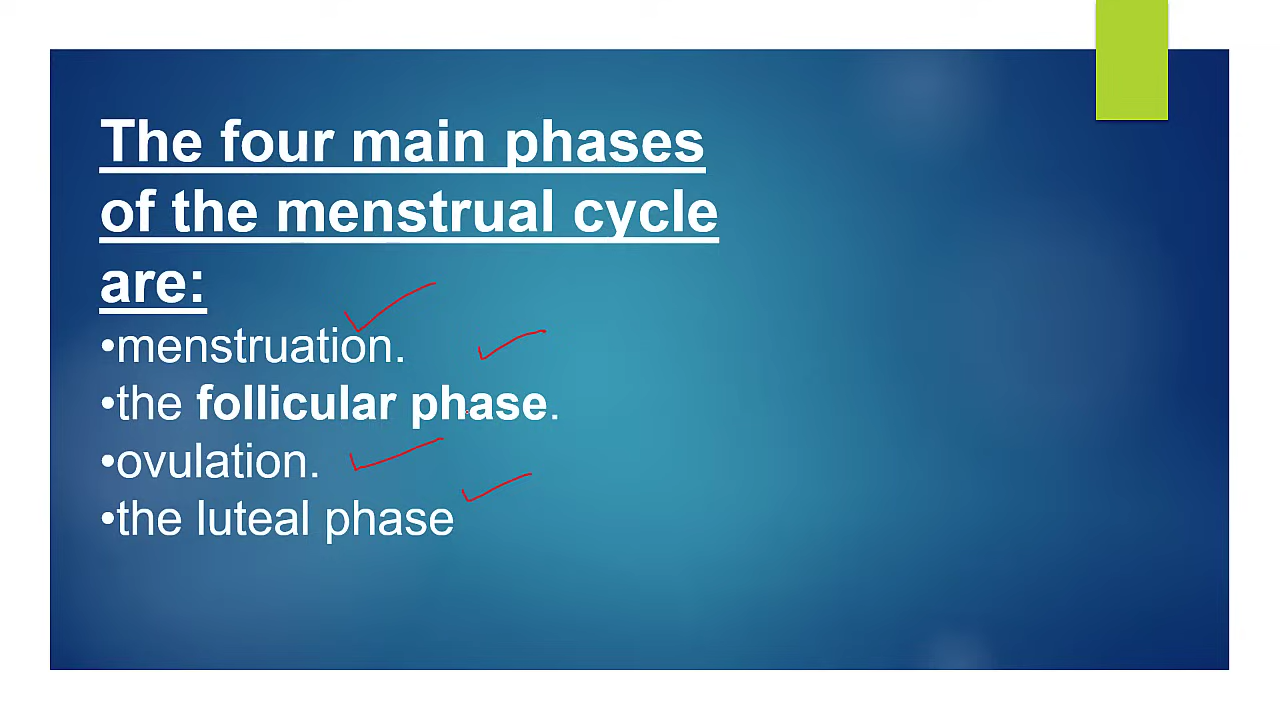 The four main phases
of the menstrual cycle
are:
•menstruation.
•the follicular phase.
•ovulation.
•the luteal phase